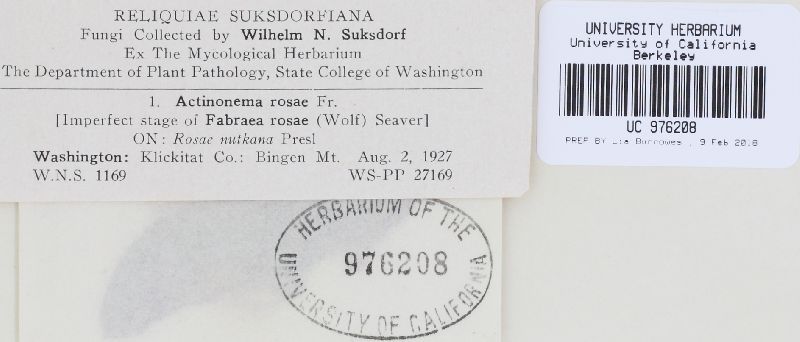 RELIQUIAE SUKSDORFIANA
Fungi Collected by Wilhelm N. Suksdorf
Ex The Mycological Herbarium
The Department of Plant Pathology, State College of Washington
1. Actinonema rosae Fr.
[Imperfect stage of Fabraea rosae (Wolf) Seaver]
ON: Rosae nutkana Presl
Washington: Klickitat Co.: Bingen Mt. Aug. 2, 1927
W.N.S. 1169 WS-PP 27169
UNIVERSITY HERBARIUM
University of California
Berkeley
UC 976208
PREP BY Burrowes , 9 Feb
HERBARIUM OF THE
976208
UNIVERSITY OF CALIFORNIA